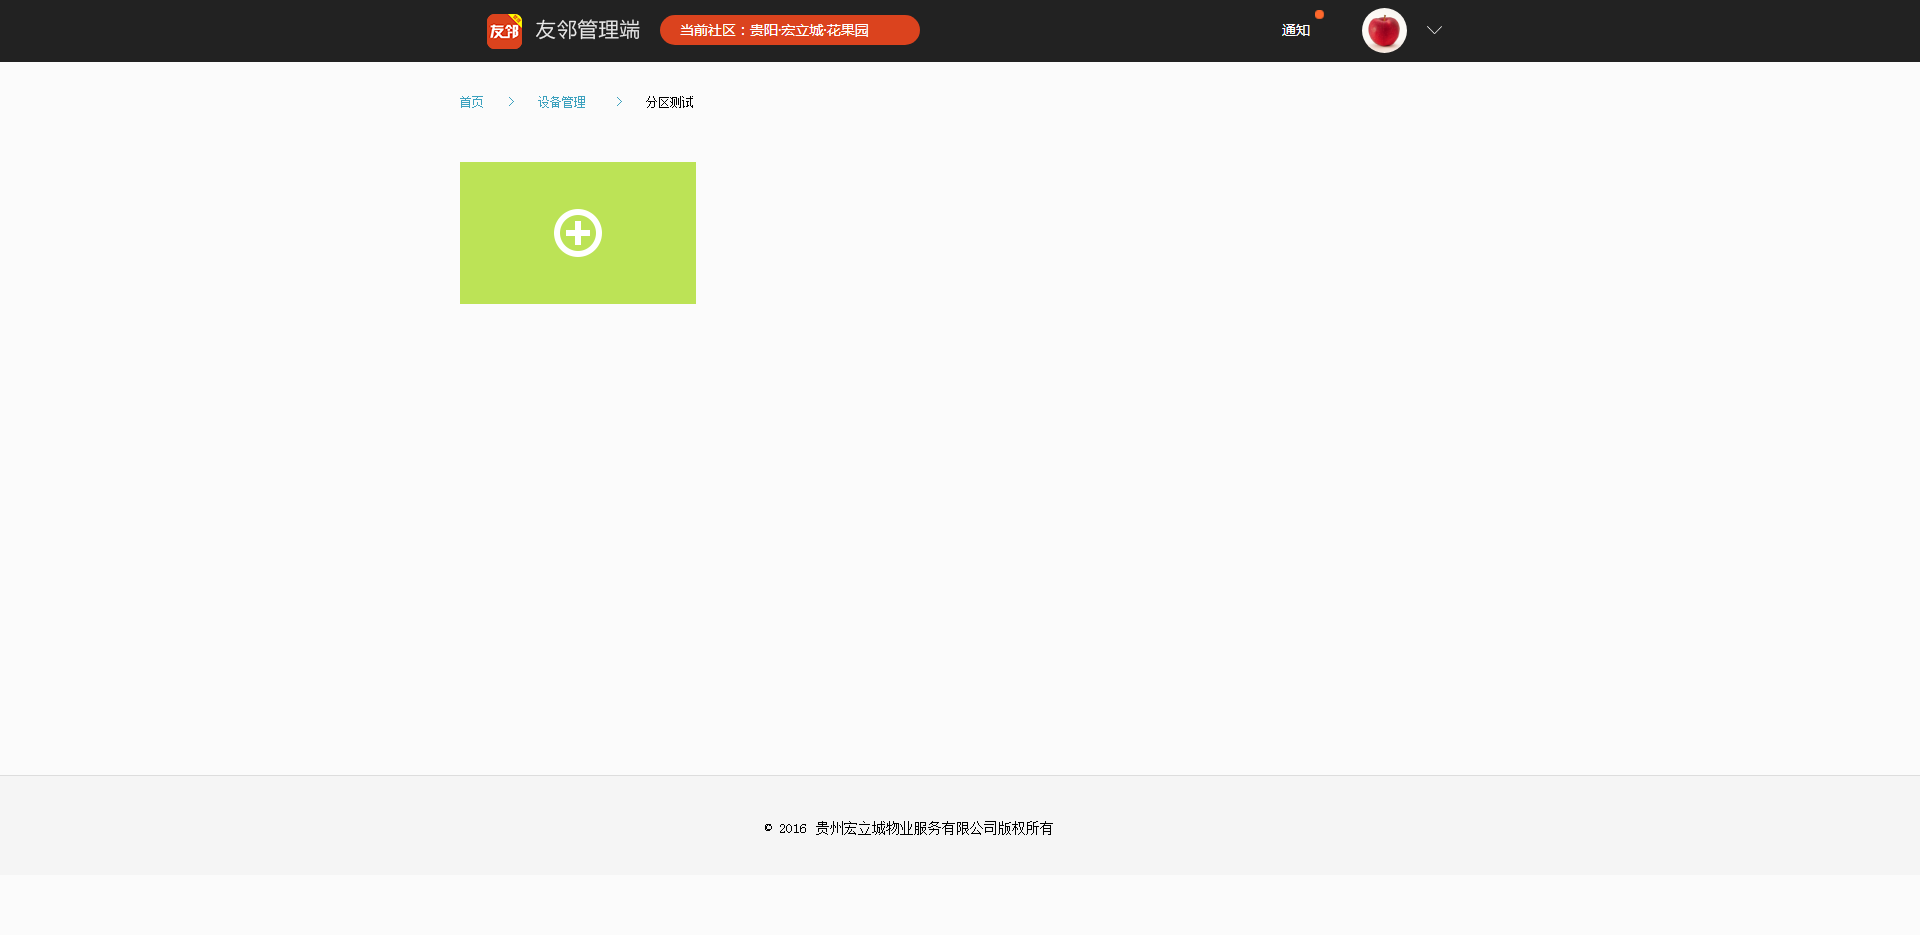 友邻
友邻管理端
当前社区：贵阳·宏立城·花果园
通知
首页 > 设备管理 > 分区测试
© 2016 贵州宏立城物业服务有限公司版权所有